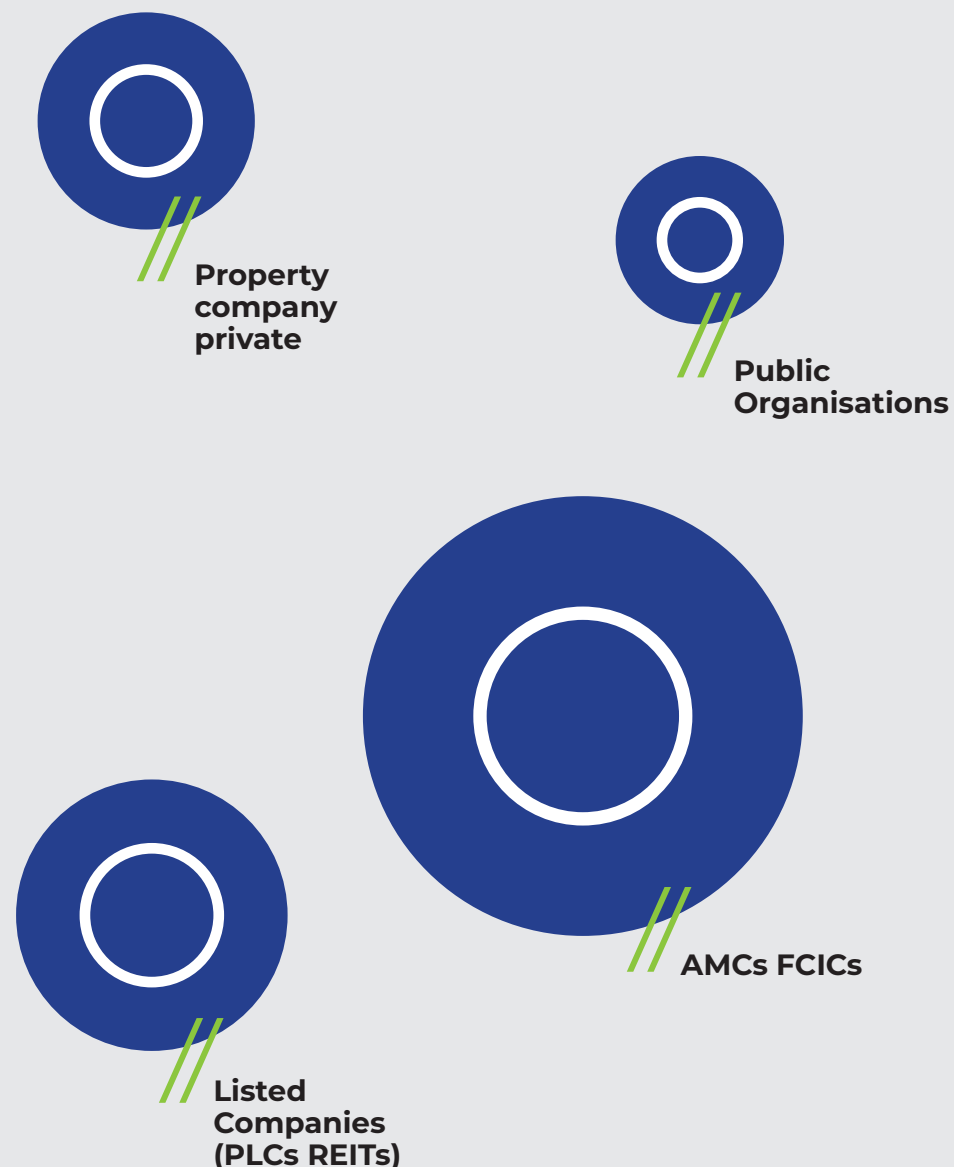 Property
company
private
Public
Organisations
AMCs FCICs
Listed
Companies
(PLCs REITs)